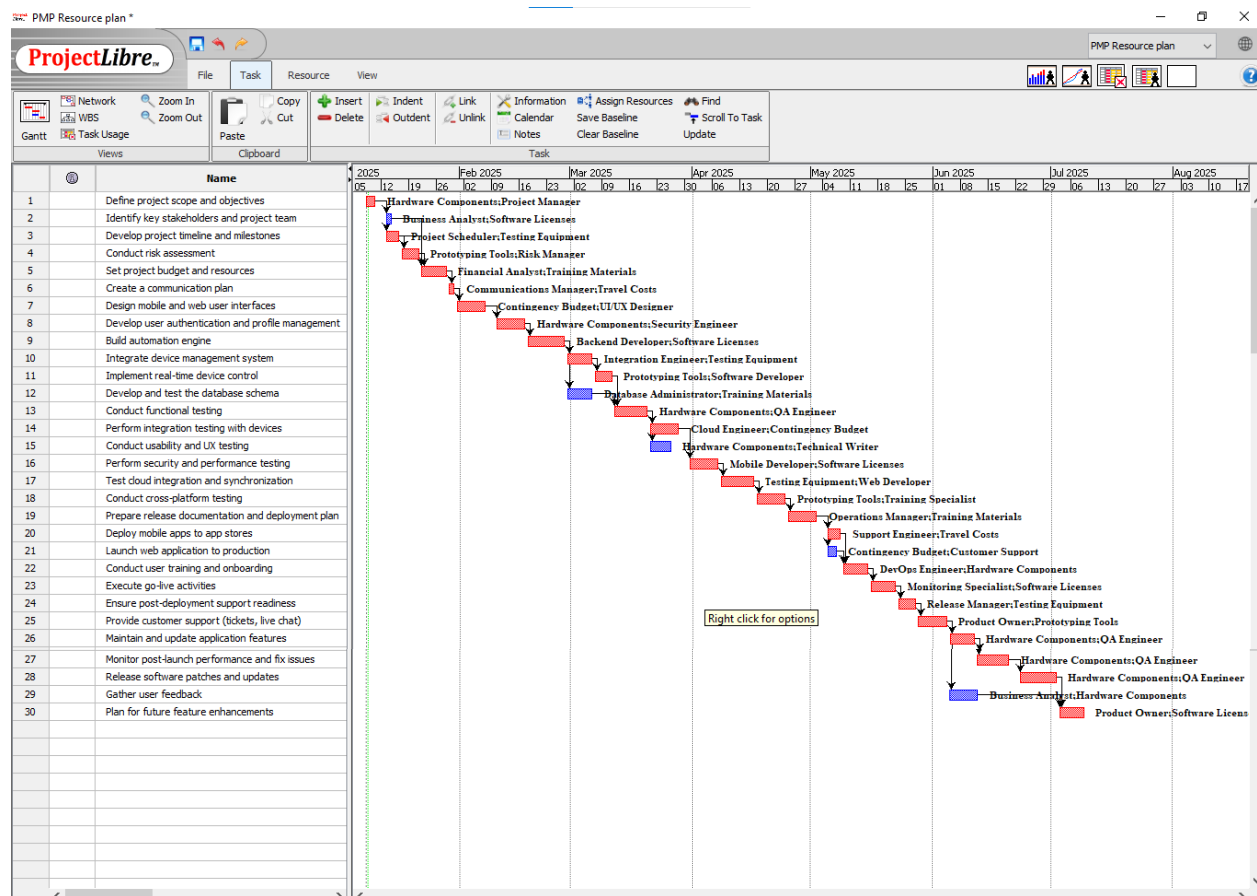 PMP Resource plan *
ProjectLibre™
PMP Resource plan
File Task Resource View
Gantt
Network
WBS
Task Usage
Zoom In
Zoom Out
Views
Paste
Copy
Cut
Clipboard
Insert
Delete
Indent
Outdent
Link
Unlink
Information
Calendar
Notes
Assign Resources
Save Baseline
Clear Baseline
Find
Scroll To Task
Update
Task
Name
2025 Feb 2025 Mar 2025 Apr 2025 May 2025 Jun 2025 Jul 2025 Aug 2025
05 12 19 26 02 09 16 23 02 09 16 23 30 06 13 20 27 04 11 18 25 01 08 15 22 29 06 13 20 27 03 10 17
1 Define project scope and objectives Hardware Components;Project Manager
2 Identify key stakeholders and project team Business Analyst;Software Licenses
3 Develop project timeline and milestones Project Scheduler;Testing Equipment
4 Conduct risk assessment Prototyping Tools;Risk Manager
5 Set project budget and resources Financial Analyst;Training Materials
6 Create a communication plan Communications Manager;Travel Costs
7 Design mobile and web user interfaces Contingency Budget;UI/UX Designer
8 Develop user authentication and profile management Hardware Components;Security Engineer
9 Build automation engine Backend Developer;Software Licenses
10 Integrate device management system Integration Engineer;Testing Equipment
11 Implement real-time device control Prototyping Tools;Software Developer
12 Develop and test the database schema Database Administrator;Training Materials
13 Conduct functional testing Hardware Components;QA Engineer
14 Perform integration testing with devices Cloud Engineer;Contingency Budget
15 Conduct usability and UX testing Hardware Components;Technical Writer
16 Perform security and performance testing Mobile Developer;Software Licenses
17 Test cloud integration and synchronization Testing Equipment;Web Developer
18 Conduct cross-platform testing Prototyping Tools;Training Specialist
19 Prepare release documentation and deployment plan Operations Manager;Training Materials
20 Deploy mobile apps to app stores Support Engineer;Travel Costs
21 Launch web application to production Contingency Budget;Customer Support
22 Conduct user training and onboarding DevOps Engineer;Hardware Components
23 Execute go-live activities Monitoring Specialist;Software Licenses
24 Ensure post-deployment support readiness Release Manager;Testing Equipment
25 Provide customer support (tickets, live chat) Right click for options Product Owner;Prototyping Tools
26 Maintain and update application features Hardware Components;QA Engineer
27 Monitor post-launch performance and fix issues Hardware Components;QA Engineer
28 Release software patches and updates Hardware Components;QA Engineer
29 Gather user feedback Business Analyst;Hardware Components
30 Plan for future feature enhancements Product Owner;Software Licens